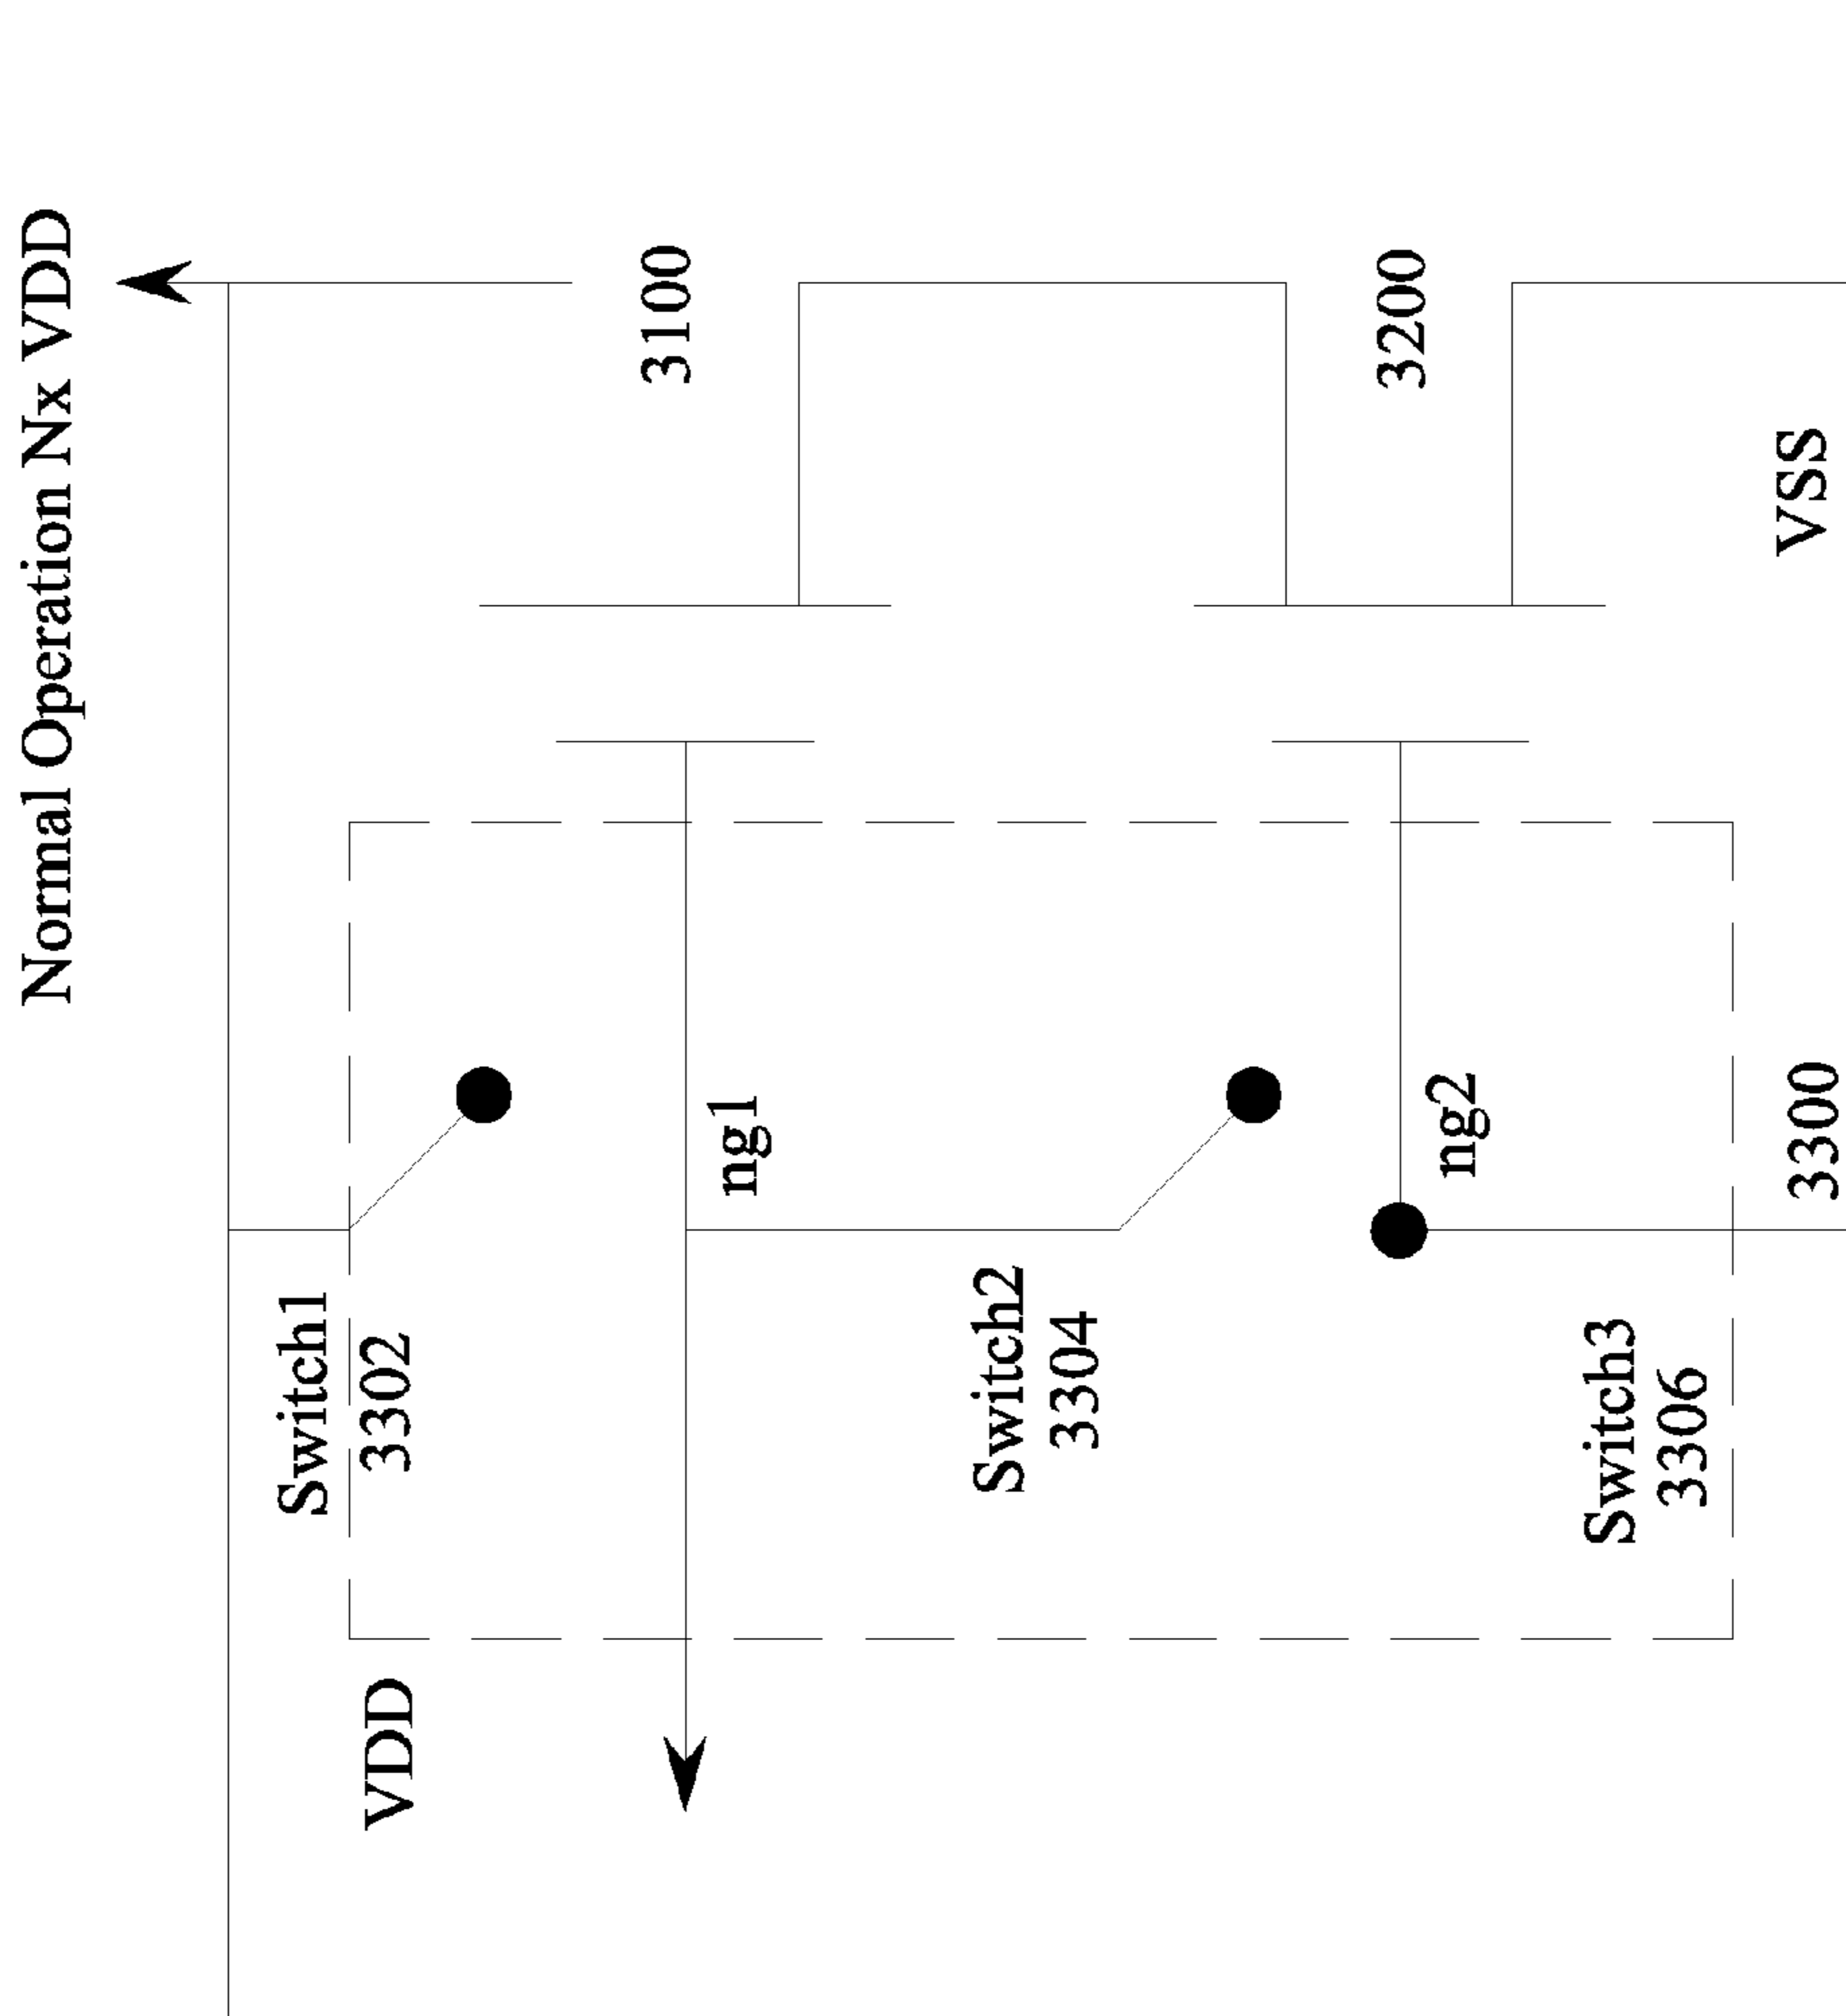 Normal Operation Nx VDD
3100
3200
VSS
ng1
ng2
3300
Switch1
3302
Switch2
3304
Switch3
3306
VDD